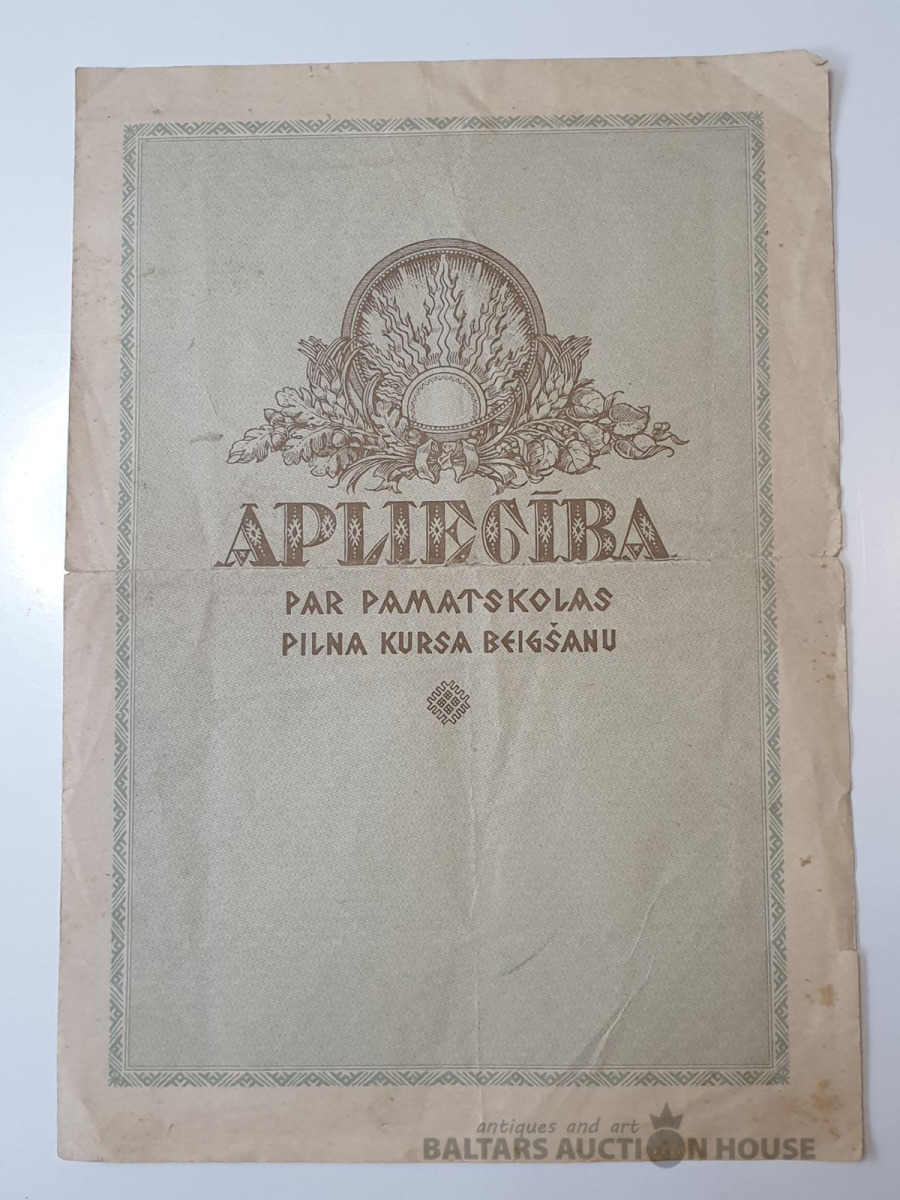 APLIECĪBA
PAR PAMATSKOLAS
PILNA KURSA BEIGŠANU
antiques and art
BALTARS AUCTION HOUSE